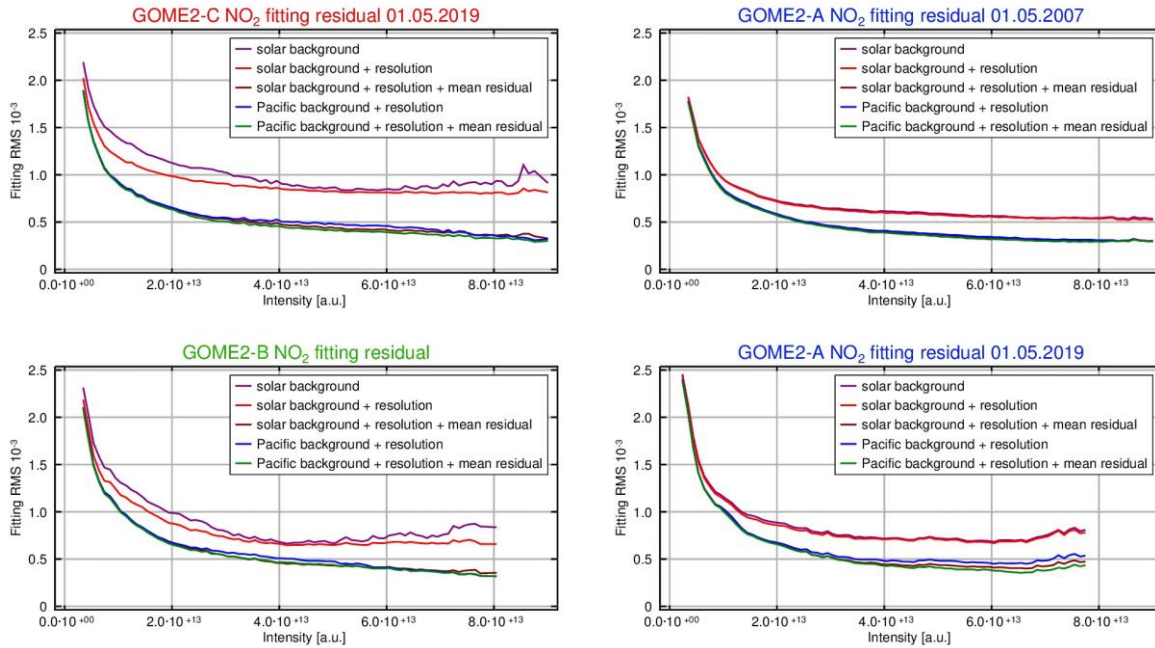 GOME2-C NO₂ fitting residual 01.05.2019
2.5
2.0
1.5
1.0
0.5
0
Fitting RMS 10⁻³
solar background
solar background + resolution
solar background + resolution + mean residual
Pacific background + resolution
Pacific background + resolution + mean residual
0.0·10⁺⁰⁰ 2.0·10⁺¹³ 4.0·10⁺¹³ 6.0·10⁺¹³ 8.0·10⁺¹³
Intensity [a.u.]
GOME2-A NO₂ fitting residual 01.05.2007
2.5
2.0
1.5
1.0
0.5
0
Fitting RMS 10⁻³
solar background
solar background + resolution
solar background + resolution + mean residual
Pacific background + resolution
Pacific background + resolution + mean residual
0.0·10⁺⁰⁰ 2.0·10⁺¹³ 4.0·10⁺¹³ 6.0·10⁺¹³ 8.0·10⁺¹³
Intensity [a.u.]
GOME2-B NO₂ fitting residual
2.5
2.0
1.5
1.0
0.5
0
Fitting RMS 10⁻³
solar background
solar background + resolution
solar background + resolution + mean residual
Pacific background + resolution
Pacific background + resolution + mean residual
0.0·10⁺⁰⁰ 2.0·10⁺¹³ 4.0·10⁺¹³ 6.0·10⁺¹³ 8.0·10⁺¹³
Intensity [a.u.]
GOME2-A NO₂ fitting residual 01.05.2019
2.5
2.0
1.5
1.0
0.5
0
Fitting RMS 10⁻³
solar background
solar background + resolution
solar background + resolution + mean residual
Pacific background + resolution
Pacific background + resolution + mean residual
0.0·10⁺⁰⁰ 2.0·10⁺¹³ 4.0·10⁺¹³ 6.0·10⁺¹³ 8.0·10⁺¹³
Intensity [a.u.]